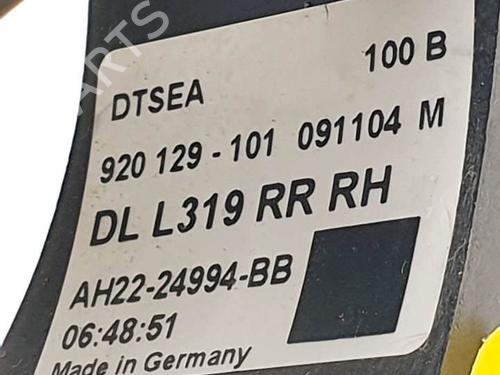 PARTS
DTSEA 100 B
920 129 - 101 091104 M
DL L319 RR RH
AH22-24994-BB
06:48:51
Made in Germany